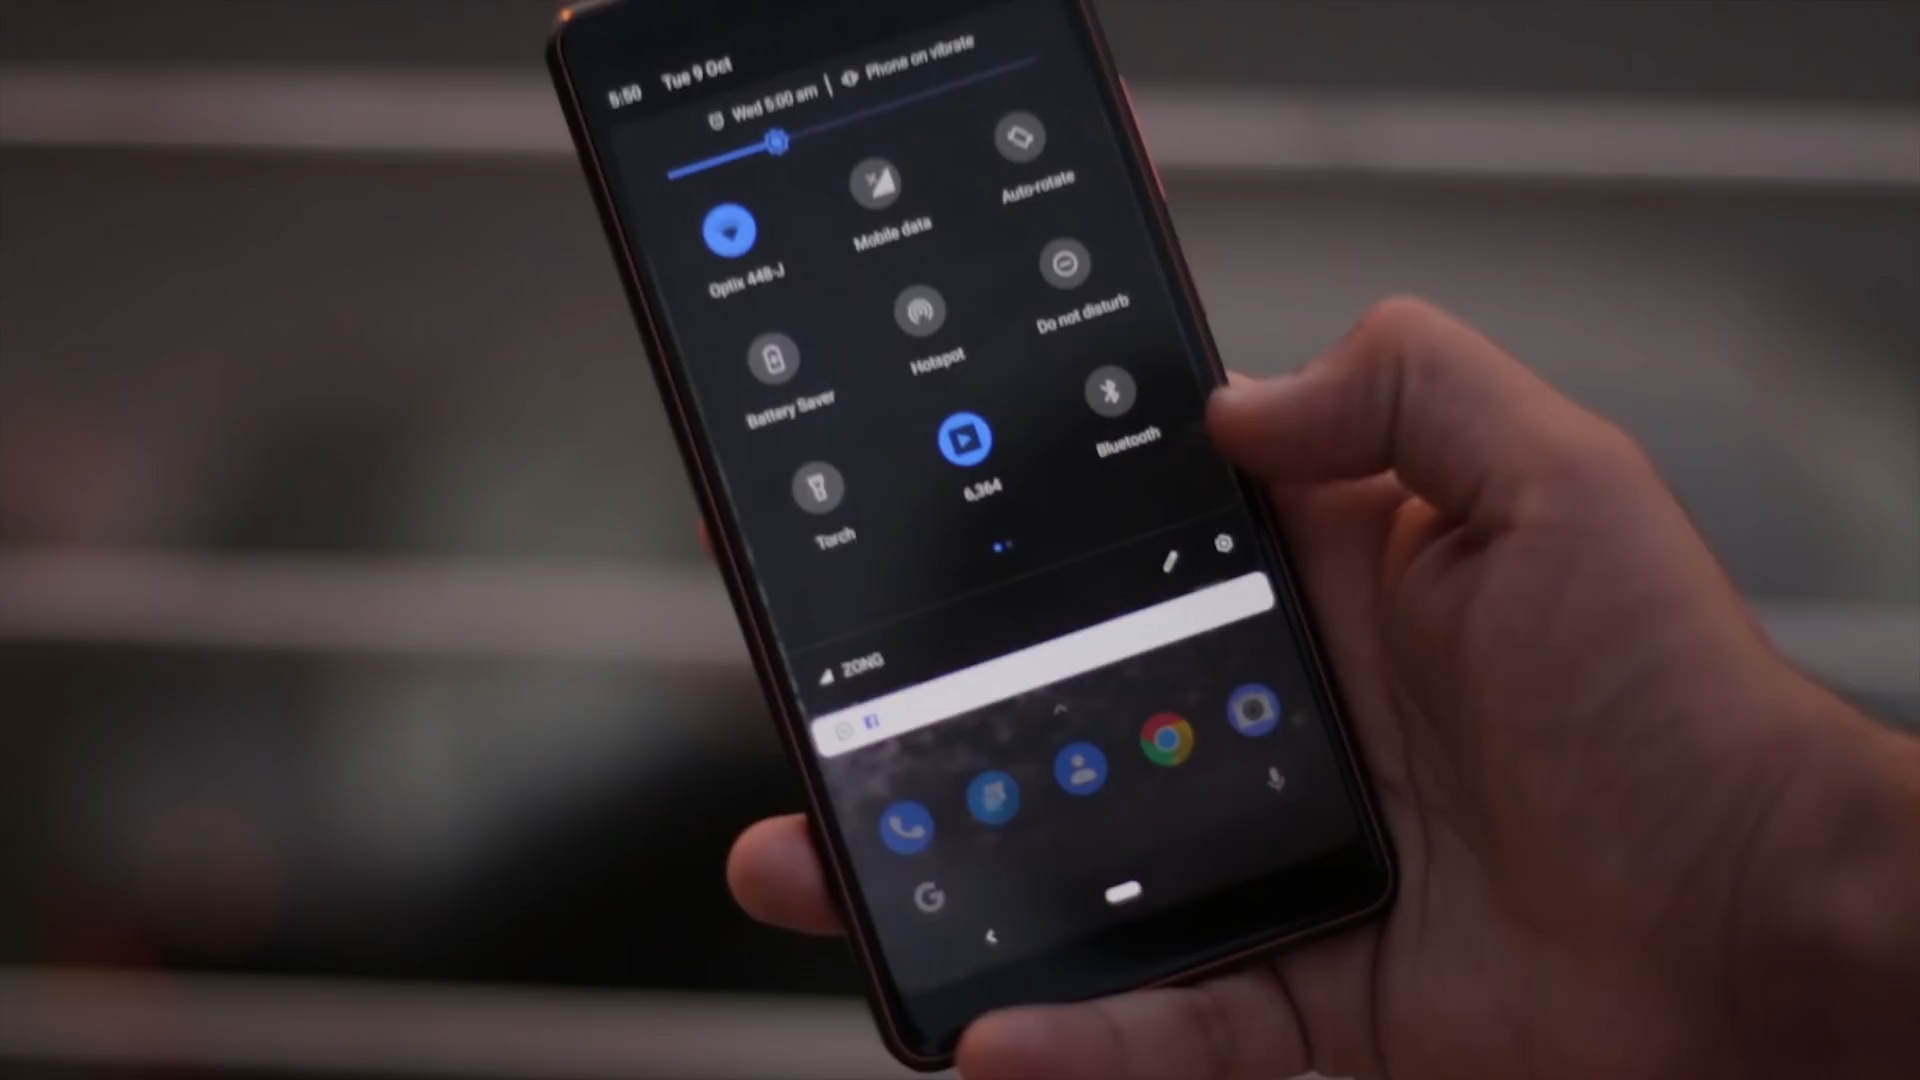 5:50 Tue 9 Oct
Wed 5:00 am | Phone on vibrate
Optix 448-J
Mobile data
Auto-rotate
Battery Saver
Hotspot
Do not disturb
Torch
6,364
Bluetooth
ZONG
G